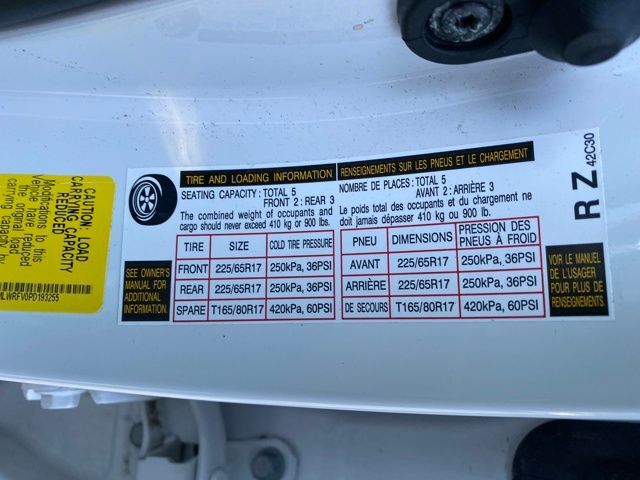 CAUTION: LOAD
CARRYING CAPACITY
REDUCED
Modifications to this
Vehicle have reduced
the original load
carrying capacity by
MLWRFV0PD193255
TIRE AND LOADING INFORMATION
SEATING CAPACITY: TOTAL 5
FRONT 2: REAR 3
The combined weight of occupants and
cargo should never exceed 410 kg or 900 lbs.
TIRE SIZE COLD TIRE PRESSURE
FRONT 225/65R17 250kPa, 36PSI
REAR 225/65R17 250kPa, 36PSI
SPARE T165/80R17 420kPa, 60PSI
SEE OWNER'S
MANUAL FOR
ADDITIONAL
INFORMATION.
RENSEIGNEMENTS SUR LES PNEUS ET LE CHARGEMENT
NOMBRE DE PLACES: TOTAL 5
AVANT 2: ARRIÈRE 3
Le poids total des occupants et du chargement ne
doit jamais dépasser 410 kg ou 900 lb.
PNEU DIMENSIONS PRESSION DES
PNEUS À FROID
AVANT 225/65R17 250kPa, 36PSI
ARRIÈRE 225/65R17 250kPa, 36PSI
DE SECOURS T165/80R17 420kPa, 60PSI
VOIR LE MANUEL
DE L'USAGER
POUR PLUS DE
RENSEIGNEMENTS.
R Z 42C30